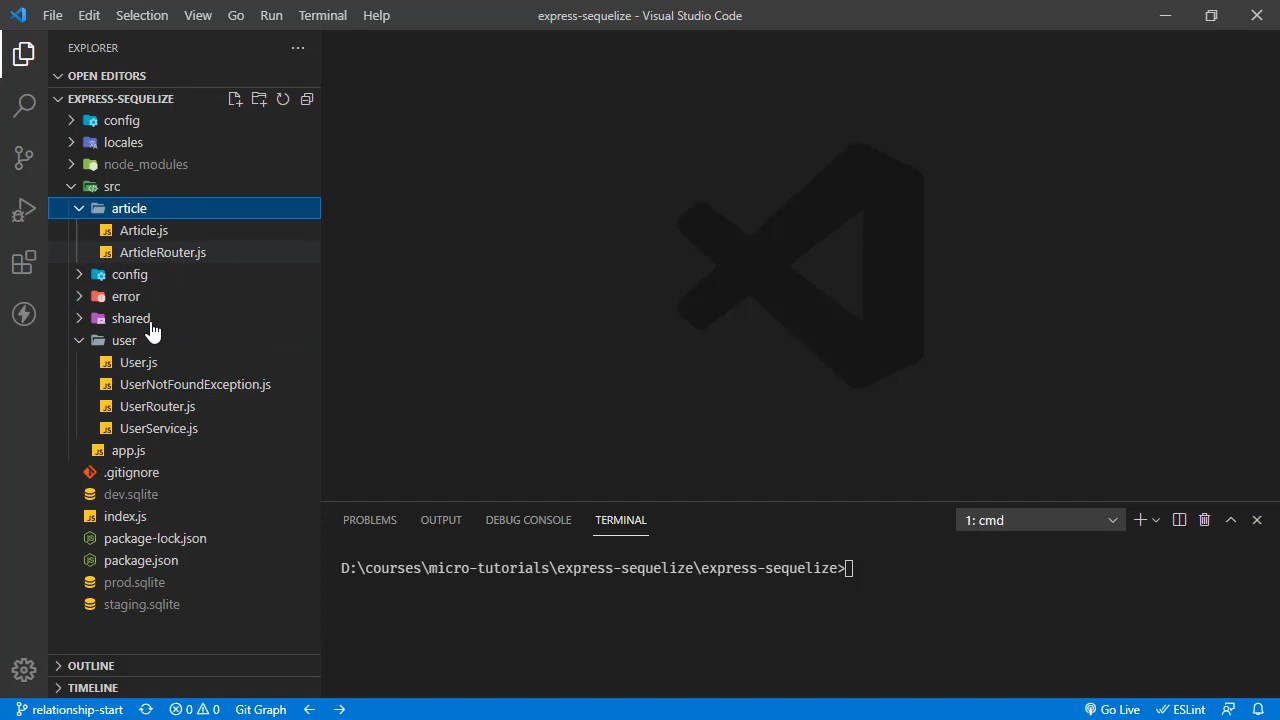 File Edit Selection View Go Run Terminal Help express-sequelize - Visual Studio Code
EXPLORER
OPEN EDITORS
EXPRESS-SEQUELIZE
config
locales
node_modules
src
article
Article.js
ArticleRouter.js
config
error
shared
user
User.js
UserNotFoundException.js
UserRouter.js
UserService.js
app.js
.gitignore
dev.sqlite
index.js
package-lock.json
package.json
prod.sqlite
staging.sqlite
OUTLINE
TIMELINE
PROBLEMS OUTPUT DEBUG CONSOLE TERMINAL 1: cmd
D:\courses\micro-tutorials\express-sequelize\express-sequelize>
relationship-start 0 0 Git Graph Go Live ESLint